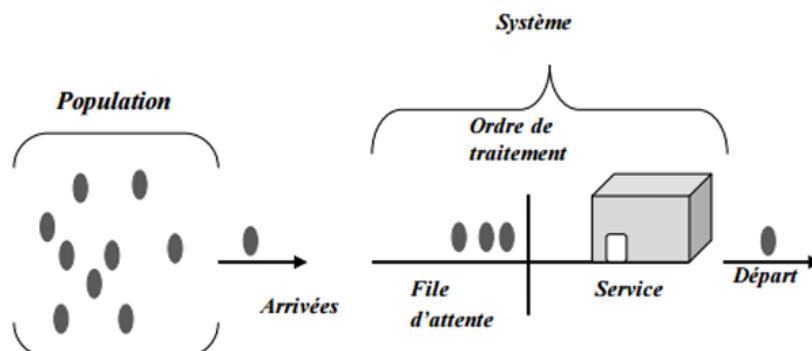 Système
Population
Ordre de
traitement
Arrivées
File
d'attente
Service
Départ